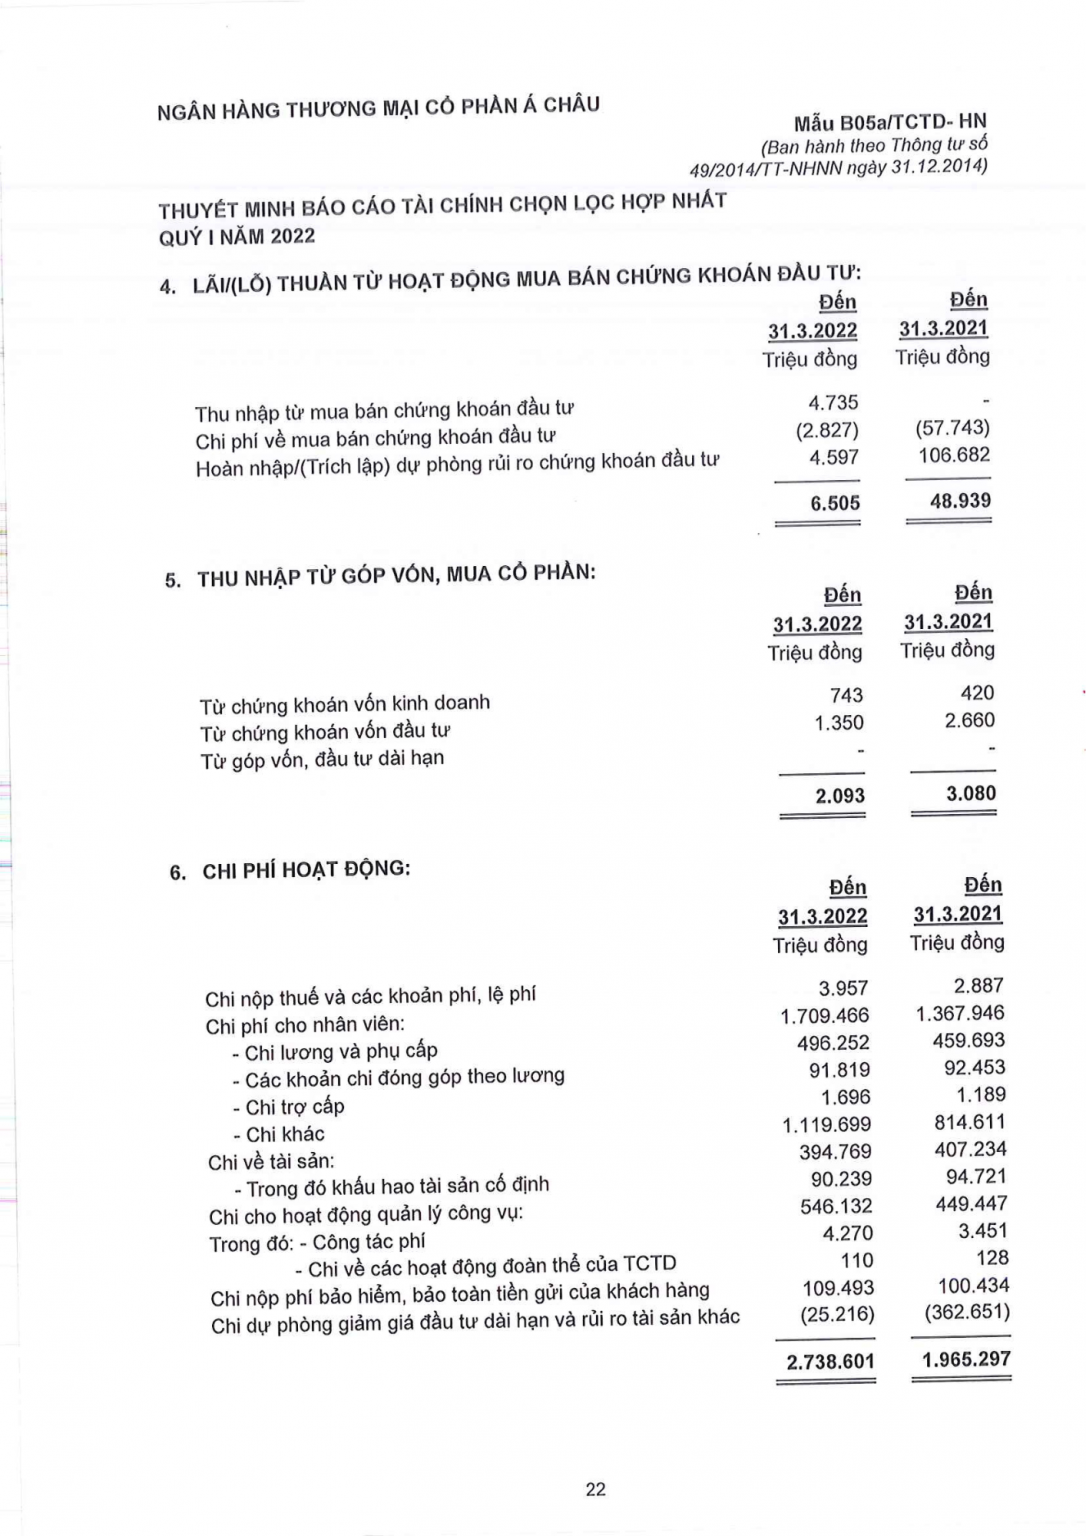 NGÂN HÀNG THƯƠNG MẠI CỔ PHẦN Á CHÂU
Mẫu B05a/TCTD- HN
(Ban hành theo Thông tư số
49/2014/TT-NHNN ngày 31.12.2014)
THUYẾT MINH BÁO CÁO TÀI CHÍNH CHỌN LỌC HỢP NHẤT
QUÝ I NĂM 2022
4. LÃI/(LỖ) THUẦN TỪ HOẠT ĐỘNG MUA BÁN CHỨNG KHOÁN ĐẦU TƯ:
Đến Đến
31.3.2022 31.3.2021
Triệu đồng Triệu đồng
Thu nhập từ mua bán chứng khoán đầu tư 4.735 -
Chi phí về mua bán chứng khoán đầu tư (2.827) (57.743)
Hoàn nhập/(Trích lập) dự phòng rủi ro chứng khoán đầu tư 4.597 106.682
6.505 48.939
5. THU NHẬP TỪ GÓP VỐN, MUA CỔ PHẦN:
Đến Đến
31.3.2022 31.3.2021
Triệu đồng Triệu đồng
Từ chứng khoán vốn kinh doanh 743 420
Từ chứng khoán vốn đầu tư 1.350 2.660
Từ góp vốn, đầu tư dài hạn - -
2.093 3.080
6. CHI PHÍ HOẠT ĐỘNG:
Đến Đến
31.3.2022 31.3.2021
Triệu đồng Triệu đồng
Chi nộp thuế và các khoản phí, lệ phí 3.957 2.887
Chi phí cho nhân viên: 1.709.466 1.367.946
- Chi lương và phụ cấp 496.252 459.693
- Các khoản chi đóng góp theo lương 91.819 92.453
- Chi trợ cấp 1.696 1.189
- Chi khác 1.119.699 814.611
Chi về tài sản: 394.769 407.234
- Trong đó khấu hao tài sản cố định 90.239 94.721
Chi cho hoạt động quản lý công vụ: 546.132 449.447
Trong đó: - Công tác phí 4.270 3.451
- Chi về các hoạt động đoàn thể của TCTD 110 128
Chi nộp phí bảo hiểm, bảo toàn tiền gửi của khách hàng 109.493 100.434
Chi dự phòng giảm giá đầu tư dài hạn và rủi ro tài sản khác (25.216) (362.651)
2.738.601 1.965.297
22